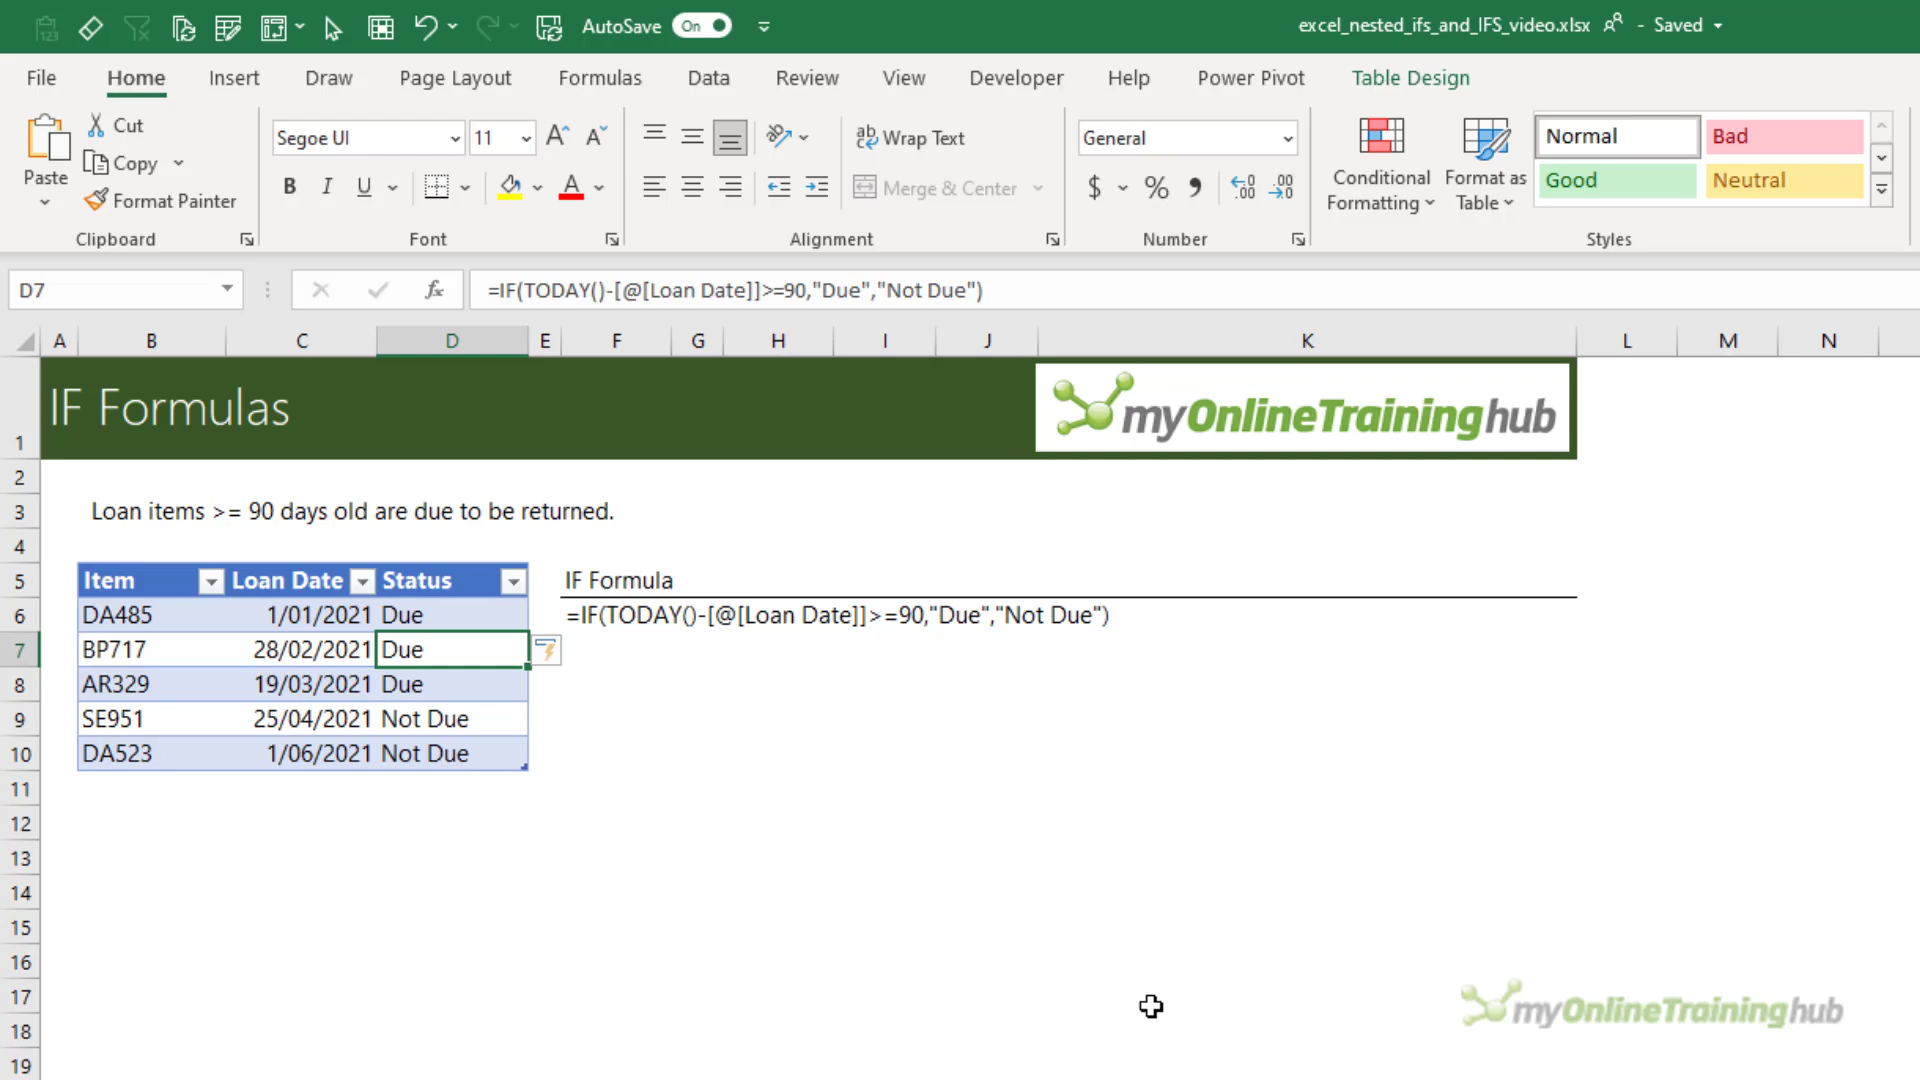 AutoSave On excel_nested_ifs_and_IFS_video.xlsx - Saved
File Home Insert Draw Page Layout Formulas Data Review View Developer Help Power Pivot Table Design
Paste
Cut
Copy
Format Painter
Clipboard
Segoe UI 11
B I U
Font
Wrap Text
Merge & Center
Alignment
General
$ %
Number
Conditional Formatting
Format as Table
Normal Bad
Good Neutral
Styles
D7 fx =IF(TODAY()-[@[Loan Date]]>=90,"Due","Not Due")
A B C D E F G H I J K L M N
1 IF Formulas myOnlineTraininghub
2
3 Loan items >= 90 days old are due to be returned.
4
5 Item Loan Date Status IF Formula
6 DA485 1/01/2021 Due =IF(TODAY()-[@[Loan Date]]>=90,"Due","Not Due")
7 BP717 28/02/2021 Due
8 AR329 19/03/2021 Due
9 SE951 25/04/2021 Not Due
10 DA523 1/06/2021 Not Due
11
12
13
14
15
16
17 myOnlineTraininghub
18
19